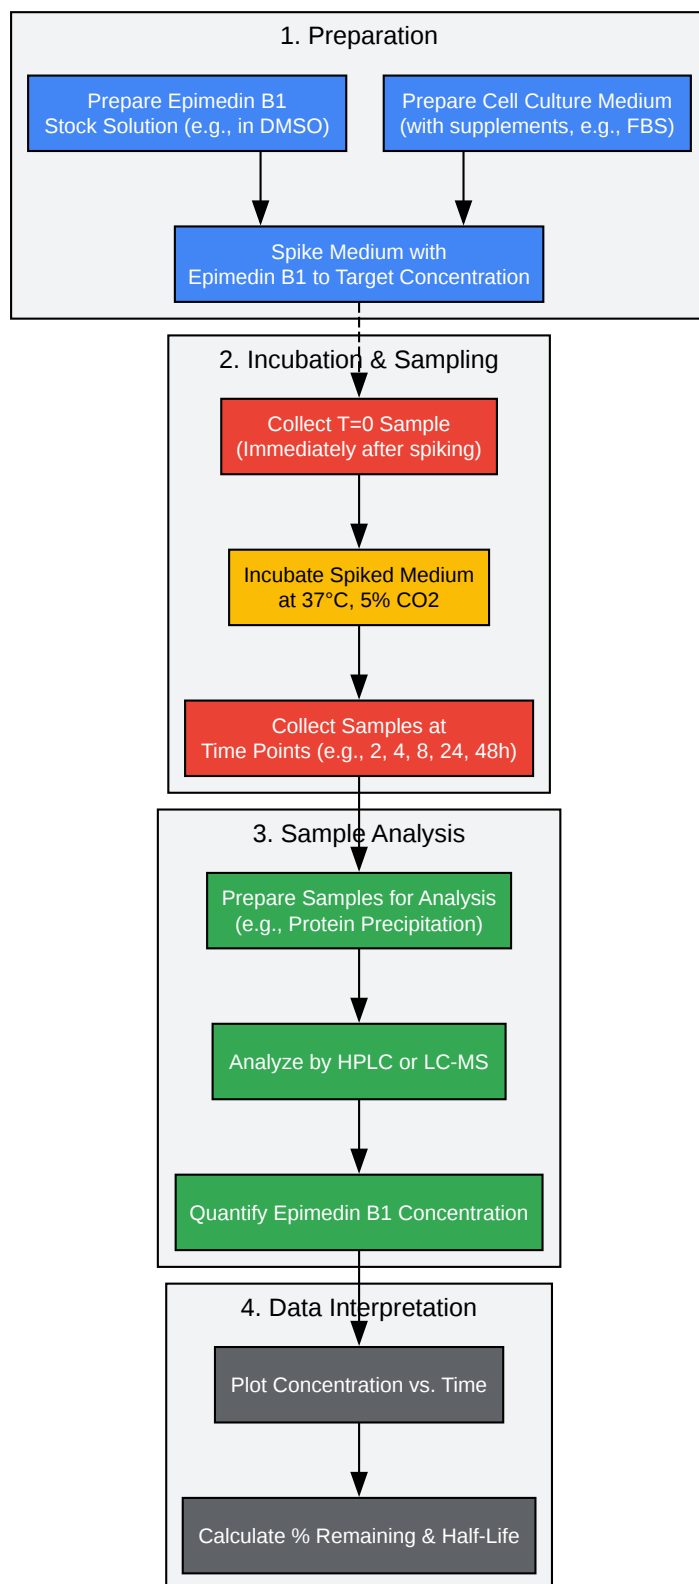 1. Preparation
Prepare Epimedin B1
Stock Solution (e.g., in DMSO)
Prepare Cell Culture Medium
(with supplements, e.g., FBS)
Spike Medium with
Epimedin B1 to Target Concentration
2. Incubation & Sampling
Collect T=0 Sample
(Immediately after spiking)
Incubate Spiked Medium
at 37°C, 5% CO2
Collect Samples at
Time Points (e.g., 2, 4, 8, 24, 48h)
3. Sample Analysis
Prepare Samples for Analysis
(e.g., Protein Precipitation)
Analyze by HPLC or LC-MS
Quantify Epimedin B1 Concentration
4. Data Interpretation
Plot Concentration vs. Time
Calculate % Remaining & Half-Life